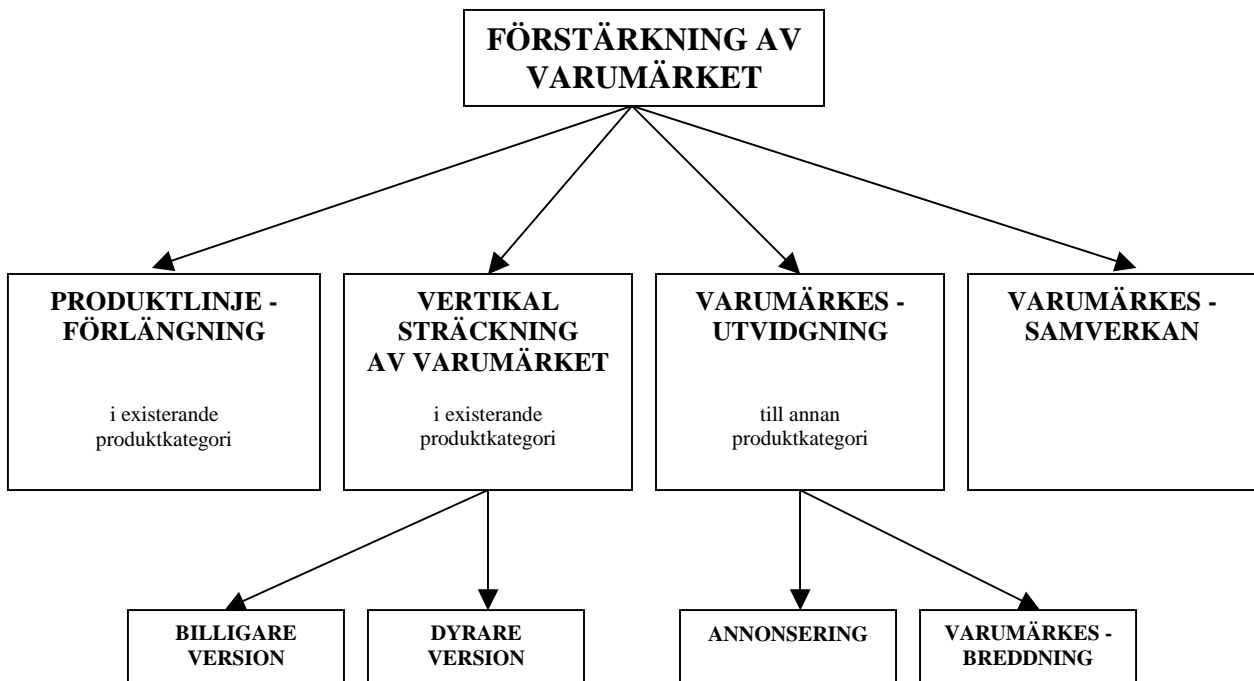 FÖRSTÄRKNING AV
VARUMÄRKET
PRODUKTLINJE -
FÖRLÄNGNING
i existerande
produktkategori
VERTIKAL
STRÄCKNING
AV VARUMÄRKET
i existerande
produktkategori
VARUMÄRKES -
UTVIDGNING
till annan
produktkategori
VARUMÄRKES -
SAMVERKAN
BILLIGARE
VERSION
DYRARE
VERSION
ANNONSERING
VARUMÄRKES -
BREDDNING